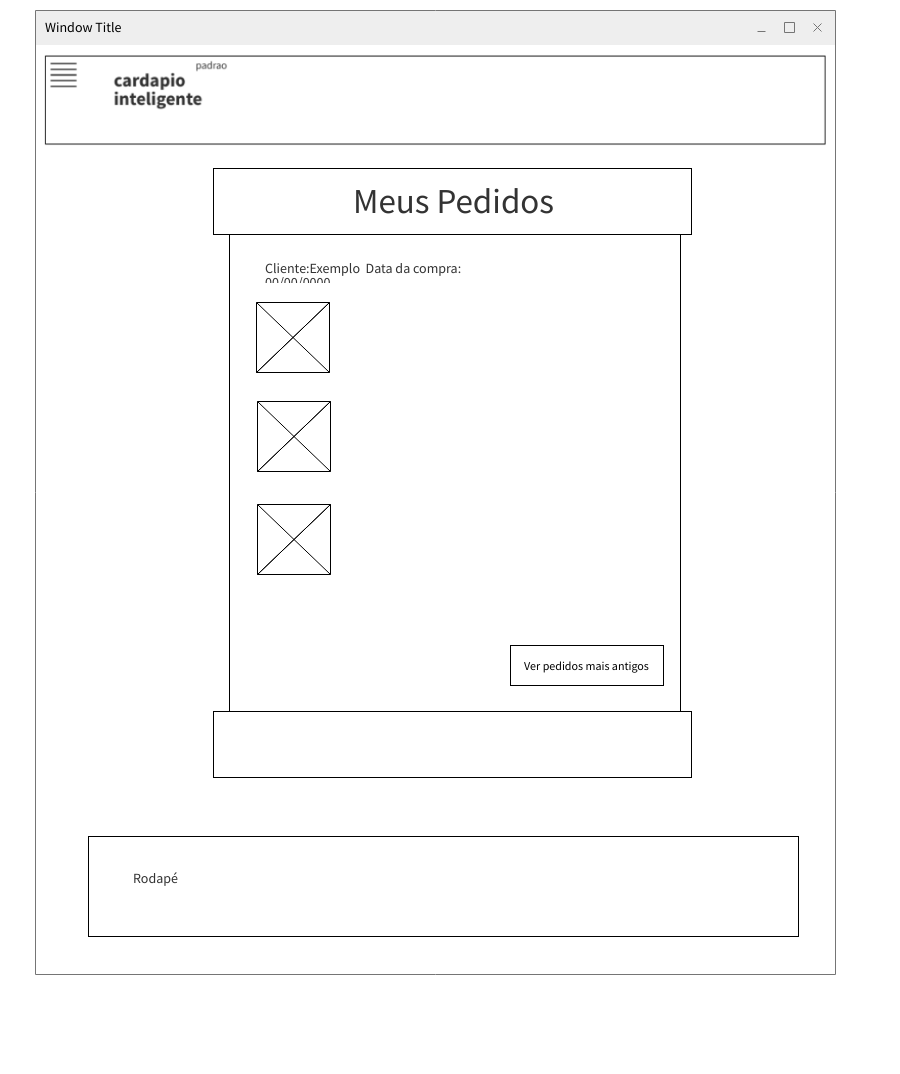 Window Title
padrao
cardapio
inteligente
Meus Pedidos
Cliente:Exemplo Data da compra:
00/00/0000
Ver pedidos mais antigos
Rodapé